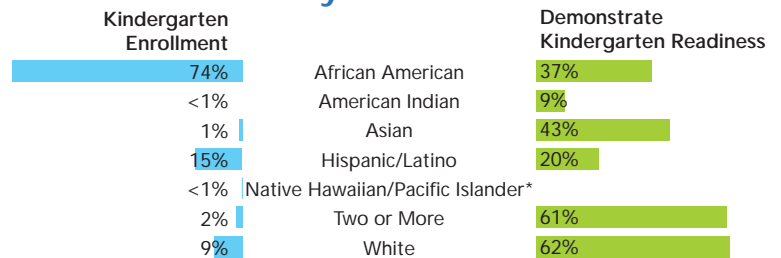 Kindergarten
Enrollment
Demonstrate
Kindergarten Readiness
74% African American 37%
<1% American Indian 9%
1% Asian 43%
15% Hispanic/Latino 20%
<1% Native Hawaiian/Pacific Islander*
2% Two or More 61%
9% White 62%